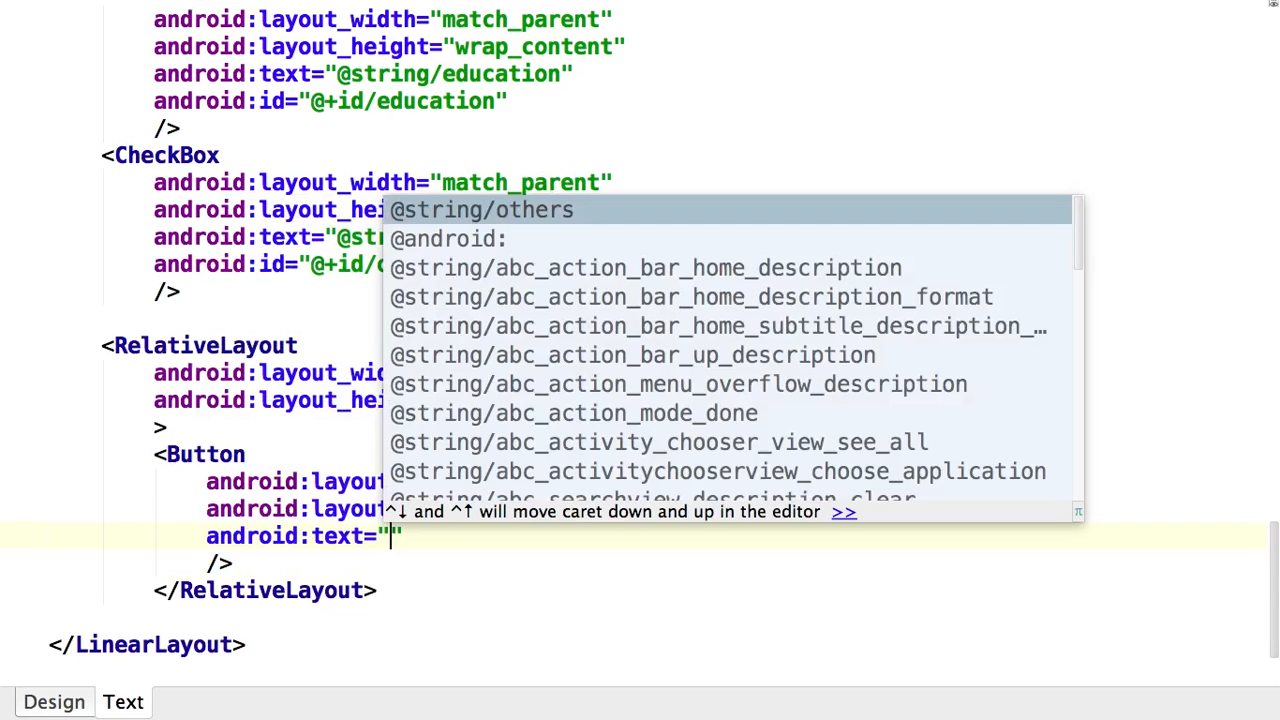 android:layout_width="match_parent"
android:layout_height="wrap_content"
android:text="@string/education"
android:id="@+id/education"
/>
<CheckBox
android:layout_width="match_parent"
android:layout_hei
android:text="@str
android:id="@+id/o
/>
<RelativeLayout
android:layout_wid
android:layout_hei
>
<Button
android:layout
android:layout
android:text=""
/>
</RelativeLayout>
</LinearLayout>
@string/others
@android:
@string/abc_action_bar_home_description
@string/abc_action_bar_home_description_format
@string/abc_action_bar_home_subtitle_description_…
@string/abc_action_bar_up_description
@string/abc_action_menu_overflow_description
@string/abc_action_mode_done
@string/abc_activity_chooser_view_see_all
@string/abc_activitychooserview_choose_application
@string/abc_searchview_description_clear
^↓ and ^↑ will move caret down and up in the editor >>
π
Design Text